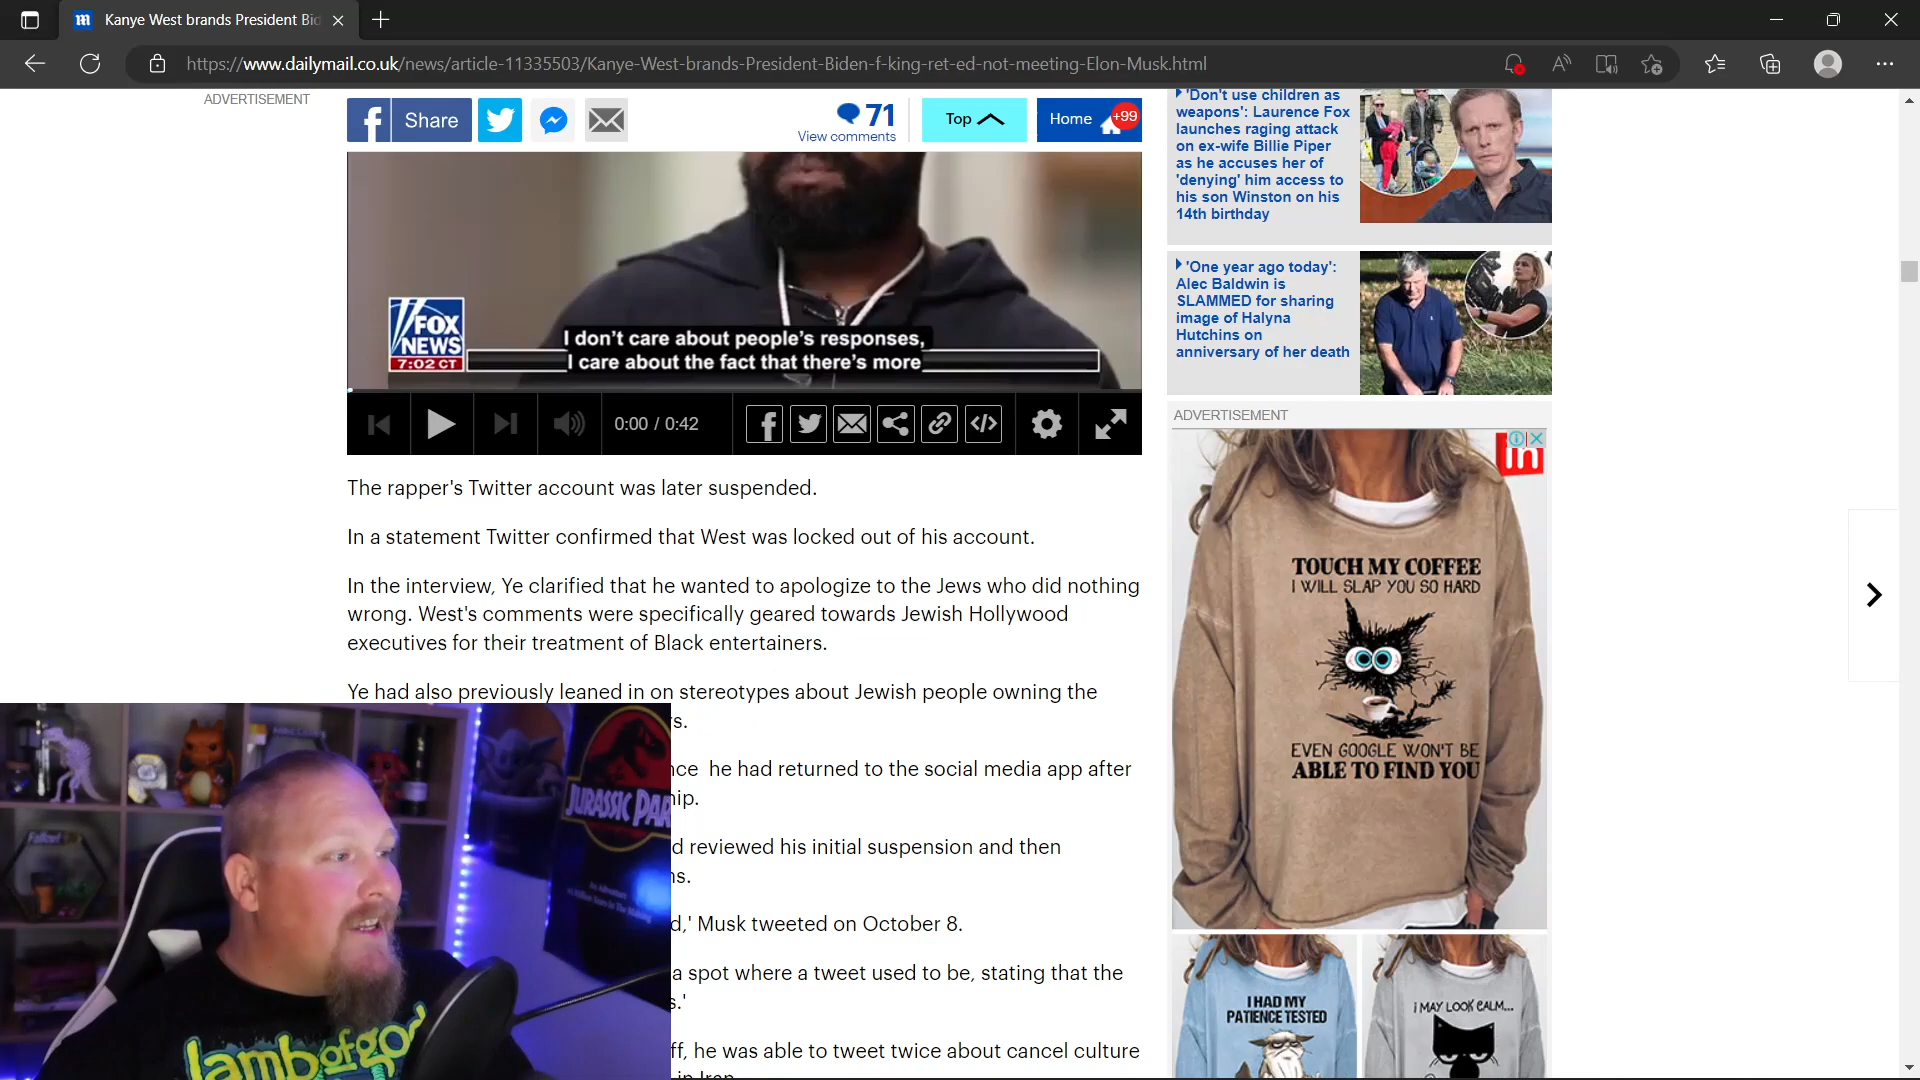 Kanye West brands President Bid
https://www.dailymail.co.uk/news/article-11335503/Kanye-West-brands-President-Biden-f-king-ret-ed-not-meeting-Elon-Musk.html
ADVERTISEMENT
Share
71
View comments
Top
Home
+99
FOX
NEWS
7:02 CT
I don't care about people's responses,
I care about the fact that there's more
0:00 / 0:42
The rapper's Twitter account was later suspended.
In a statement Twitter confirmed that West was locked out of his account.
In the interview, Ye clarified that he wanted to apologize to the Jews who did nothing
wrong. West's comments were specifically geared towards Jewish Hollywood
executives for their treatment of Black entertainers.
Ye had also previously leaned in on stereotypes about Jewish people owning the
s.
nce he had returned to the social media app after
ip.
d reviewed his initial suspension and then
s.
d,' Musk tweeted on October 8.
a spot where a tweet used to be, stating that the
s.'
ff, he was able to tweet twice about cancel culture
in Iran
'Don't use children as
weapons': Laurence Fox
launches raging attack
on ex-wife Billie Piper
as he accuses her of
'denying' him access to
his son Winston on his
14th birthday
'One year ago today':
Alec Baldwin is
SLAMMED for sharing
image of Halyna
Hutchins on
anniversary of her death
ADVERTISEMENT
in
TOUCH MY COFFEE
I WILL SLAP YOU SO HARD
EVEN GOOGLE WON'T BE
ABLE TO FIND YOU
I HAD MY
PATIENCE TESTED
I MAY LOOK CALM...
JURASSIC PAR
Fallout
lamb of god